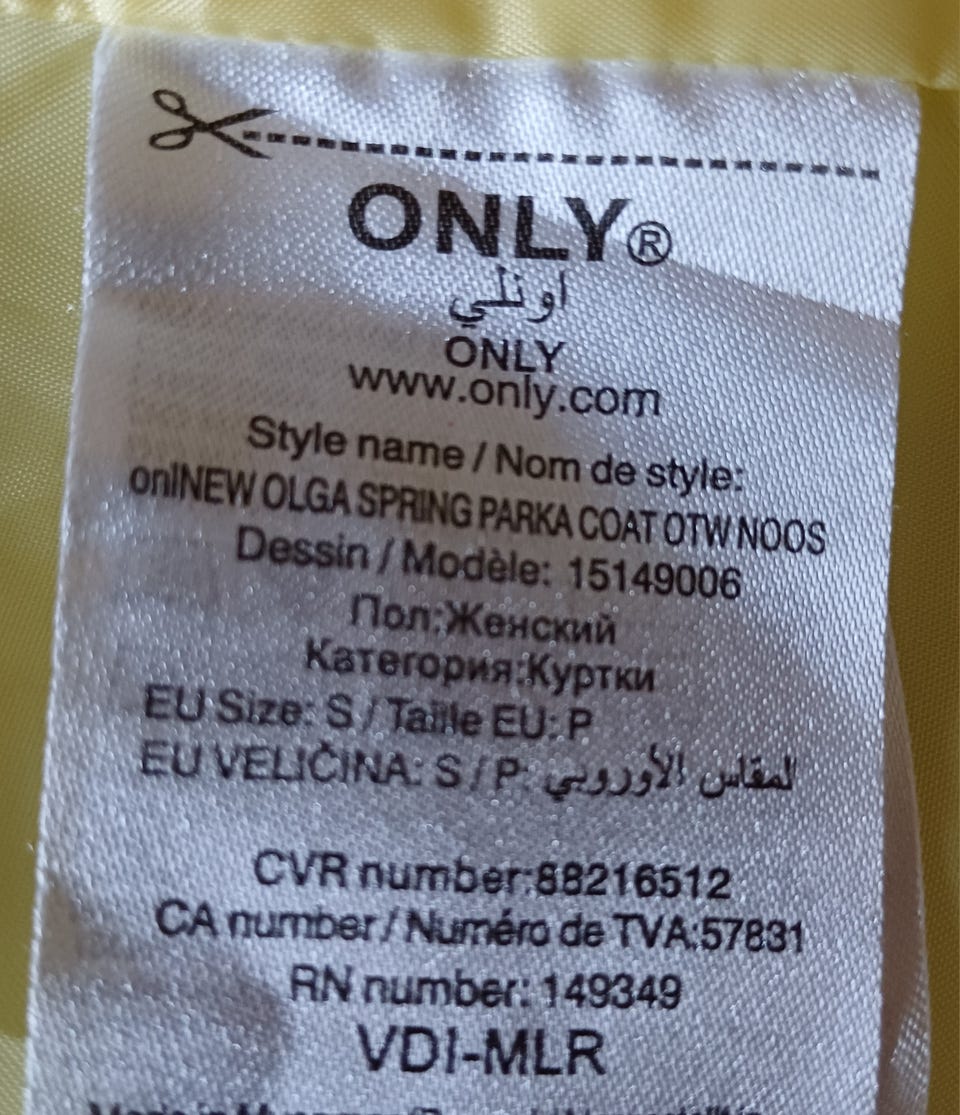 ONLY®
اونلي
ONLY
www.only.com
Style name / Nom de style:
onlNEW OLGA SPRING PARKA COAT OTW NOOS
Dessin / Modèle: 15149006
Пол:Женский
Категория:Куртки
EU Size: S / Taille EU: P
EU VELIČINA: S / P: المقاس الأوروبي
CVR number:88216512
CA number / Numéro de TVA:57831
RN number: 149349
VDI-MLR
Made in